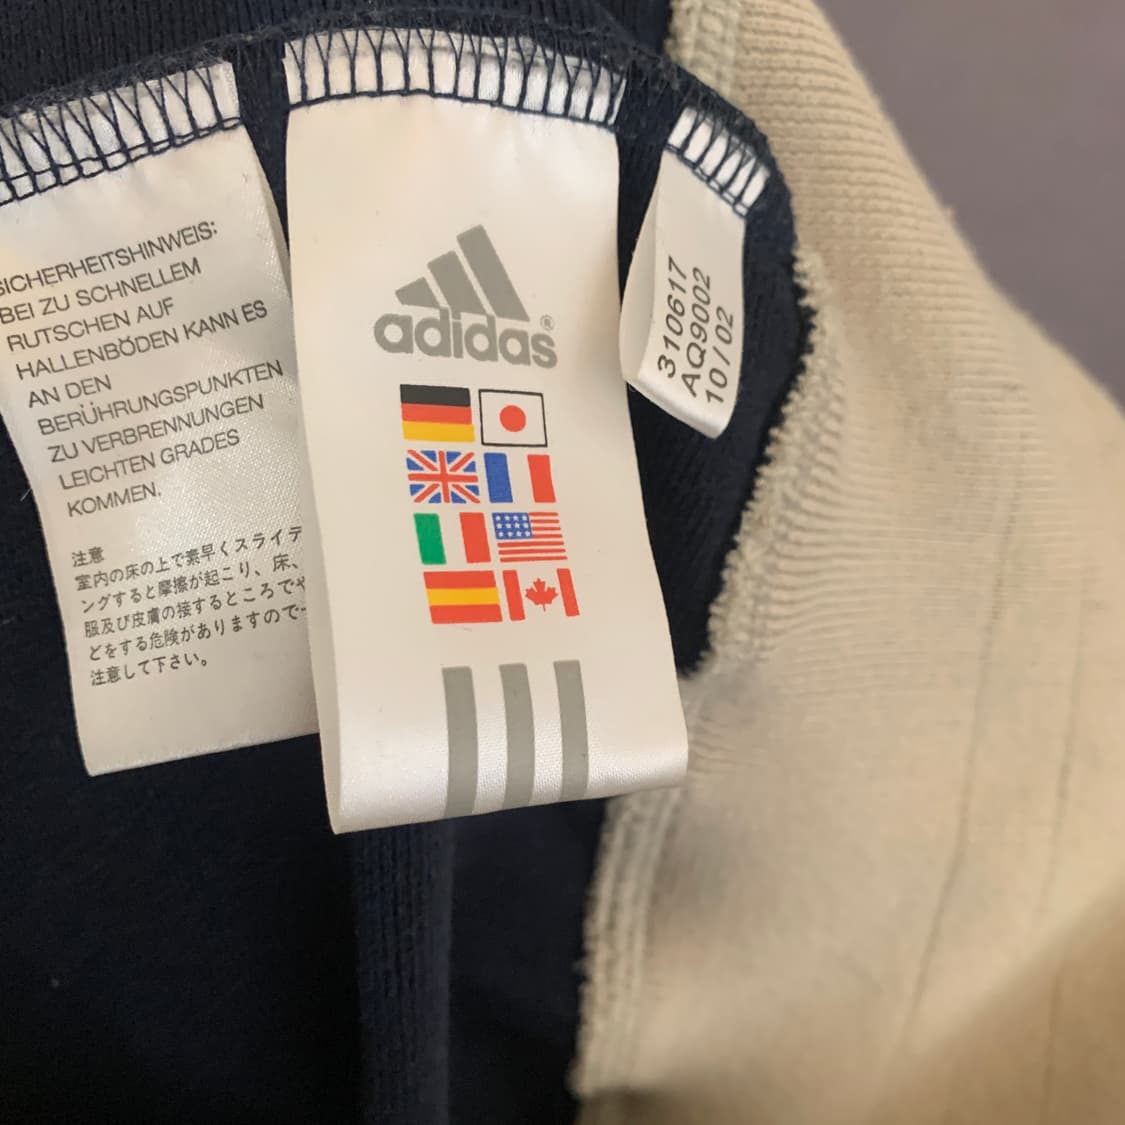 SICHERHEITSHINWEIS:
BEI ZU SCHNELLEM
RUTSCHEN AUF
HALLENBÖDEN KANN ES
AN DEN
BERÜHRUNGSPUNKTEN
ZU VERBRENNUNGEN
LEICHTEN GRADES
KOMMEN.
注意
室内の床の上で素早くスライデ
ングすると摩擦が起こり、床、
服及び皮膚の接するところでや
どをする危険がありますので
注意して下さい。
adidas®
310617
AQ9002
10/02